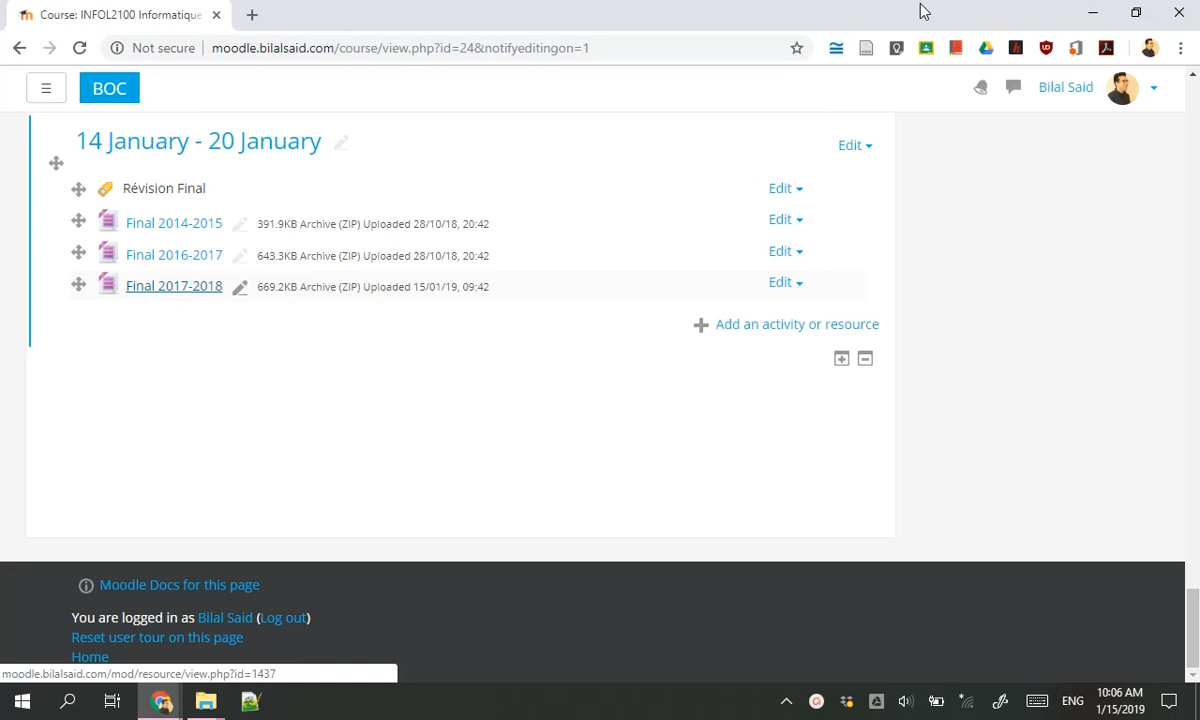 Course: INFOL2100 Informatique
Not secure
moodle.bilalsaid.com/course/view.php?id=24&notifyeditingon=1
BOC
Bilal Said
14 January - 20 January
Edit
Révision Final
Edit
Final 2014-2015
391.9KB Archive (ZIP) Uploaded 28/10/18, 20:42
Edit
Final 2016-2017
643.3KB Archive (ZIP) Uploaded 28/10/18, 20:42
Edit
Final 2017-2018
669.2KB Archive (ZIP) Uploaded 15/01/19, 09:42
Edit
Add an activity or resource
Moodle Docs for this page
You are logged in as Bilal Said (Log out)
Reset user tour on this page
Home
moodle.bilalsaid.com/mod/resource/view.php?id=1437
ENG
10:06 AM
1/15/2019